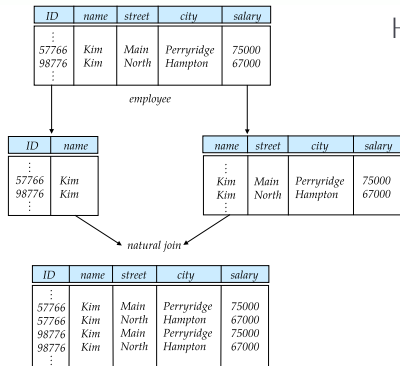 H
ID name street city salary
⋮
57766 Kim Main Perryridge 75000
98776 Kim North Hampton 67000
⋮
employee
ID name
⋮
57766 Kim
98776 Kim
⋮
name street city salary
⋮
Kim Main Perryridge 75000
Kim North Hampton 67000
⋮
natural join
ID name street city salary
⋮
57766 Kim Main Perryridge 75000
57766 Kim North Hampton 67000
98776 Kim Main Perryridge 75000
98776 Kim North Hampton 67000
⋮